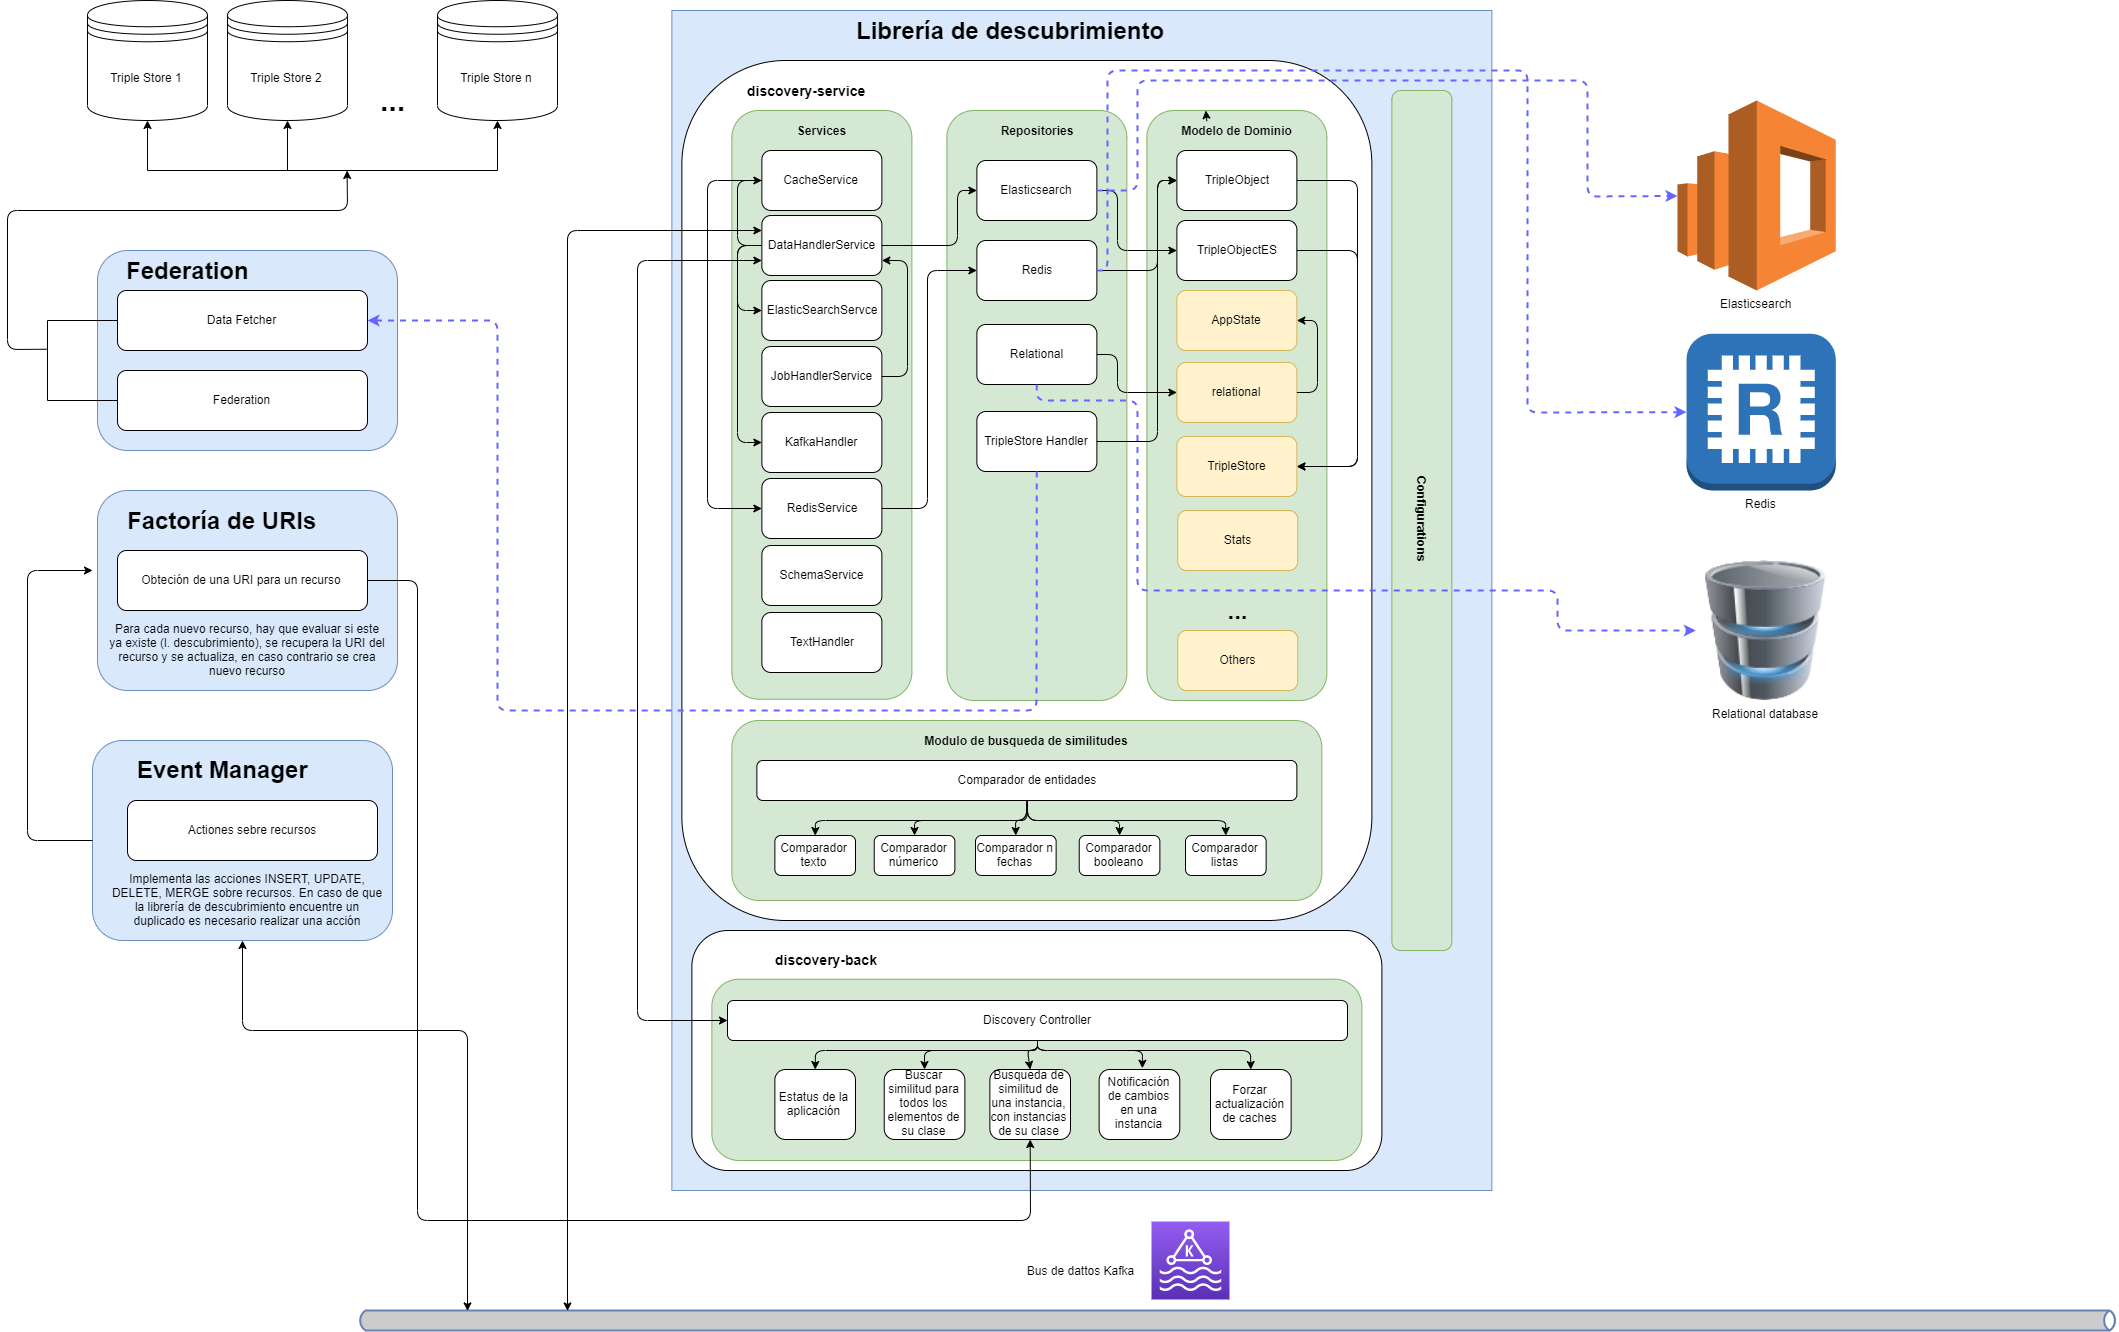 Triple Store 1
Triple Store 2
...
Triple Store n
Federation
Data Fetcher
Federation
Factoría de URIs
Obteción de una URI para un recurso
Para cada nuevo recurso, hay que evaluar si este
ya existe (l. descubrimiento), se recupera la URI del
recurso y se actualiza, en caso contrario se crea
nuevo recurso
Event Manager
Actiones sebre recursos
Implementa las acciones INSERT, UPDATE,
DELETE, MERGE sobre recursos. En caso de que
la librería de descubrimiento encuentre un
duplicado es necesario realizar una acción
Librería de descubrimiento
discovery-service
Services
CacheService
DataHandlerService
ElasticSearchServce
JobHandlerService
KafkaHandler
RedisService
SchemaService
TextHandler
Repositories
Elasticsearch
Redis
Relational
TripleStore Handler
Modelo de Dominio
TripleObject
TripleObjectES
AppState
relational
TripleStore
Stats
...
Others
Configurations
Modulo de busqueda de similitudes
Comparador de entidades
Comparador
texto
Comparador
númerico
Comparador n
fechas
Comparador
booleano
Comparador
listas
discovery-back
Discovery Controller
Estatus de la
aplicación
Buscar
similitud para
todos los
elementos de
su clase
Busqueda de
similitud de
una instancia,
con instancias
de su clase
Notificación
de cambios
en una
instancia
Forzar
actualización
de caches
Elasticsearch
R
Redis
Relational database
K
Bus de dattos Kafka